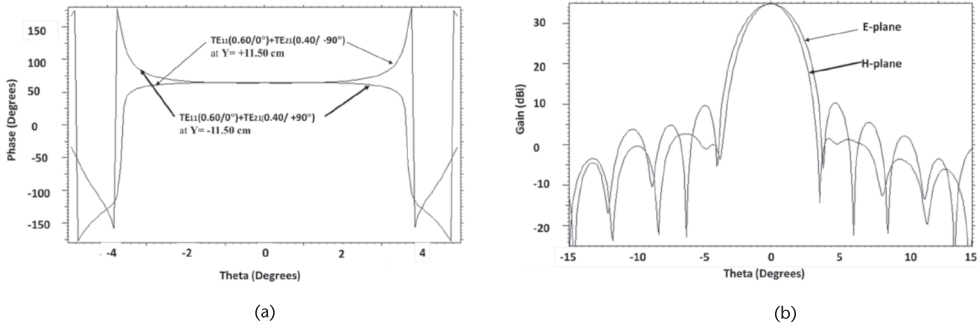 150
100
50
0
-50
-100
-150
Phase (Degrees)
TE11(0.60/0°)+TE21(0.40/ -90°)
at Y= +11.50 cm
TE11(0.60/0°)+TE21(0.40/ +90°)
at Y= -11.50 cm
-4 -2 0 2 4
Theta (Degrees)
(a)
30
20
10
0
-10
-20
Gain (dBi)
E-plane
H-plane
-15 -10 -5 0 5 10 15
Theta (Degrees)
(b)